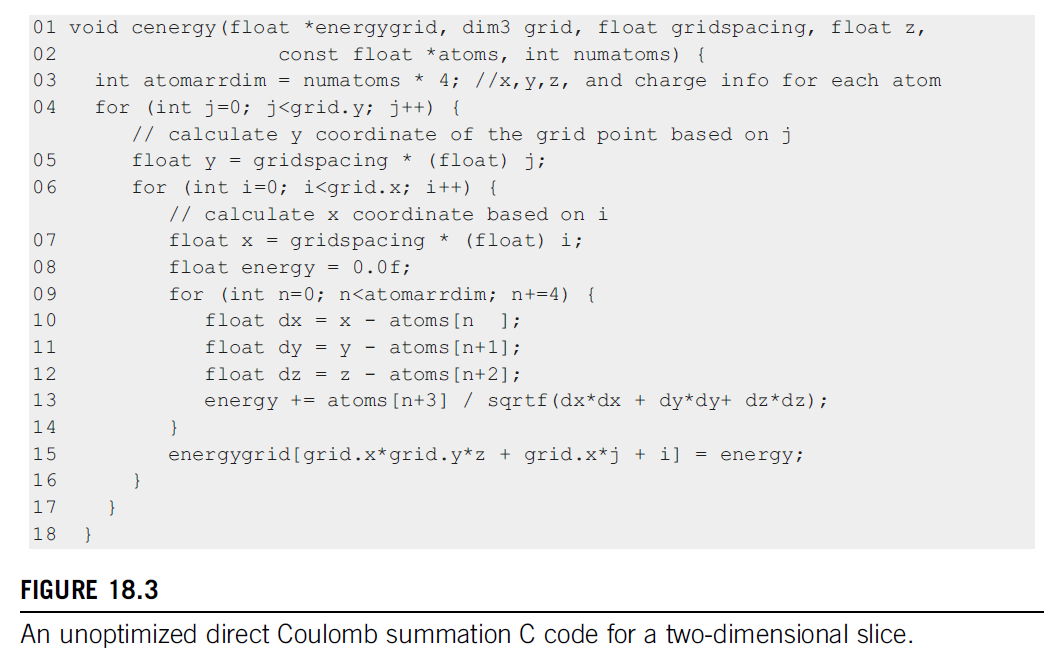 01 void cenergy(float *energygrid, dim3 grid, float gridspacing, float z,
02                 const float *atoms, int numatoms) {
03   int atomarrdim = numatoms * 4; //x,y,z, and charge info for each atom
04   for (int j=0; j<grid.y; j++) {
        // calculate y coordinate of the grid point based on j
05      float y = gridspacing * (float) j;
06      for (int i=0; i<grid.x; i++) {
           // calculate x coordinate based on i
07         float x = gridspacing * (float) i;
08         float energy = 0.0f;
09         for (int n=0; n<atomarrdim; n+=4) {
10            float dx = x - atoms[n  ];
11            float dy = y - atoms[n+1];
12            float dz = z - atoms[n+2];
13            energy += atoms[n+3] / sqrtf(dx*dx + dy*dy+ dz*dz);
14         }
15         energygrid[grid.x*grid.y*z + grid.x*j + i] = energy;
16      }
17    }
18  }
FIGURE 18.3
An unoptimized direct Coulomb summation C code for a two-dimensional slice.